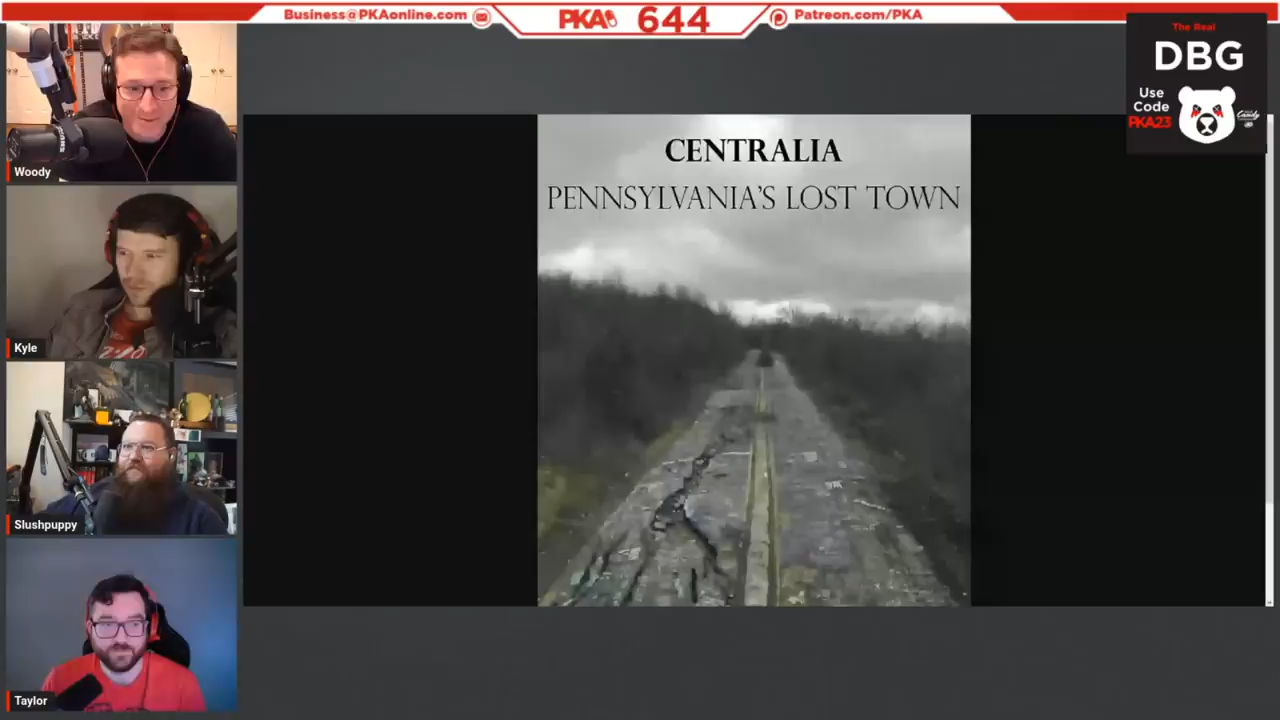 Business@PKAonline.com
PKA
644
Patreon.com/PKA
The Real
DBG
Use
Code
PKA23
Candy
Woody
Kyle
Slushpuppy
Taylor
CENTRALIA
PENNSYLVANIA'S LOST TOWN